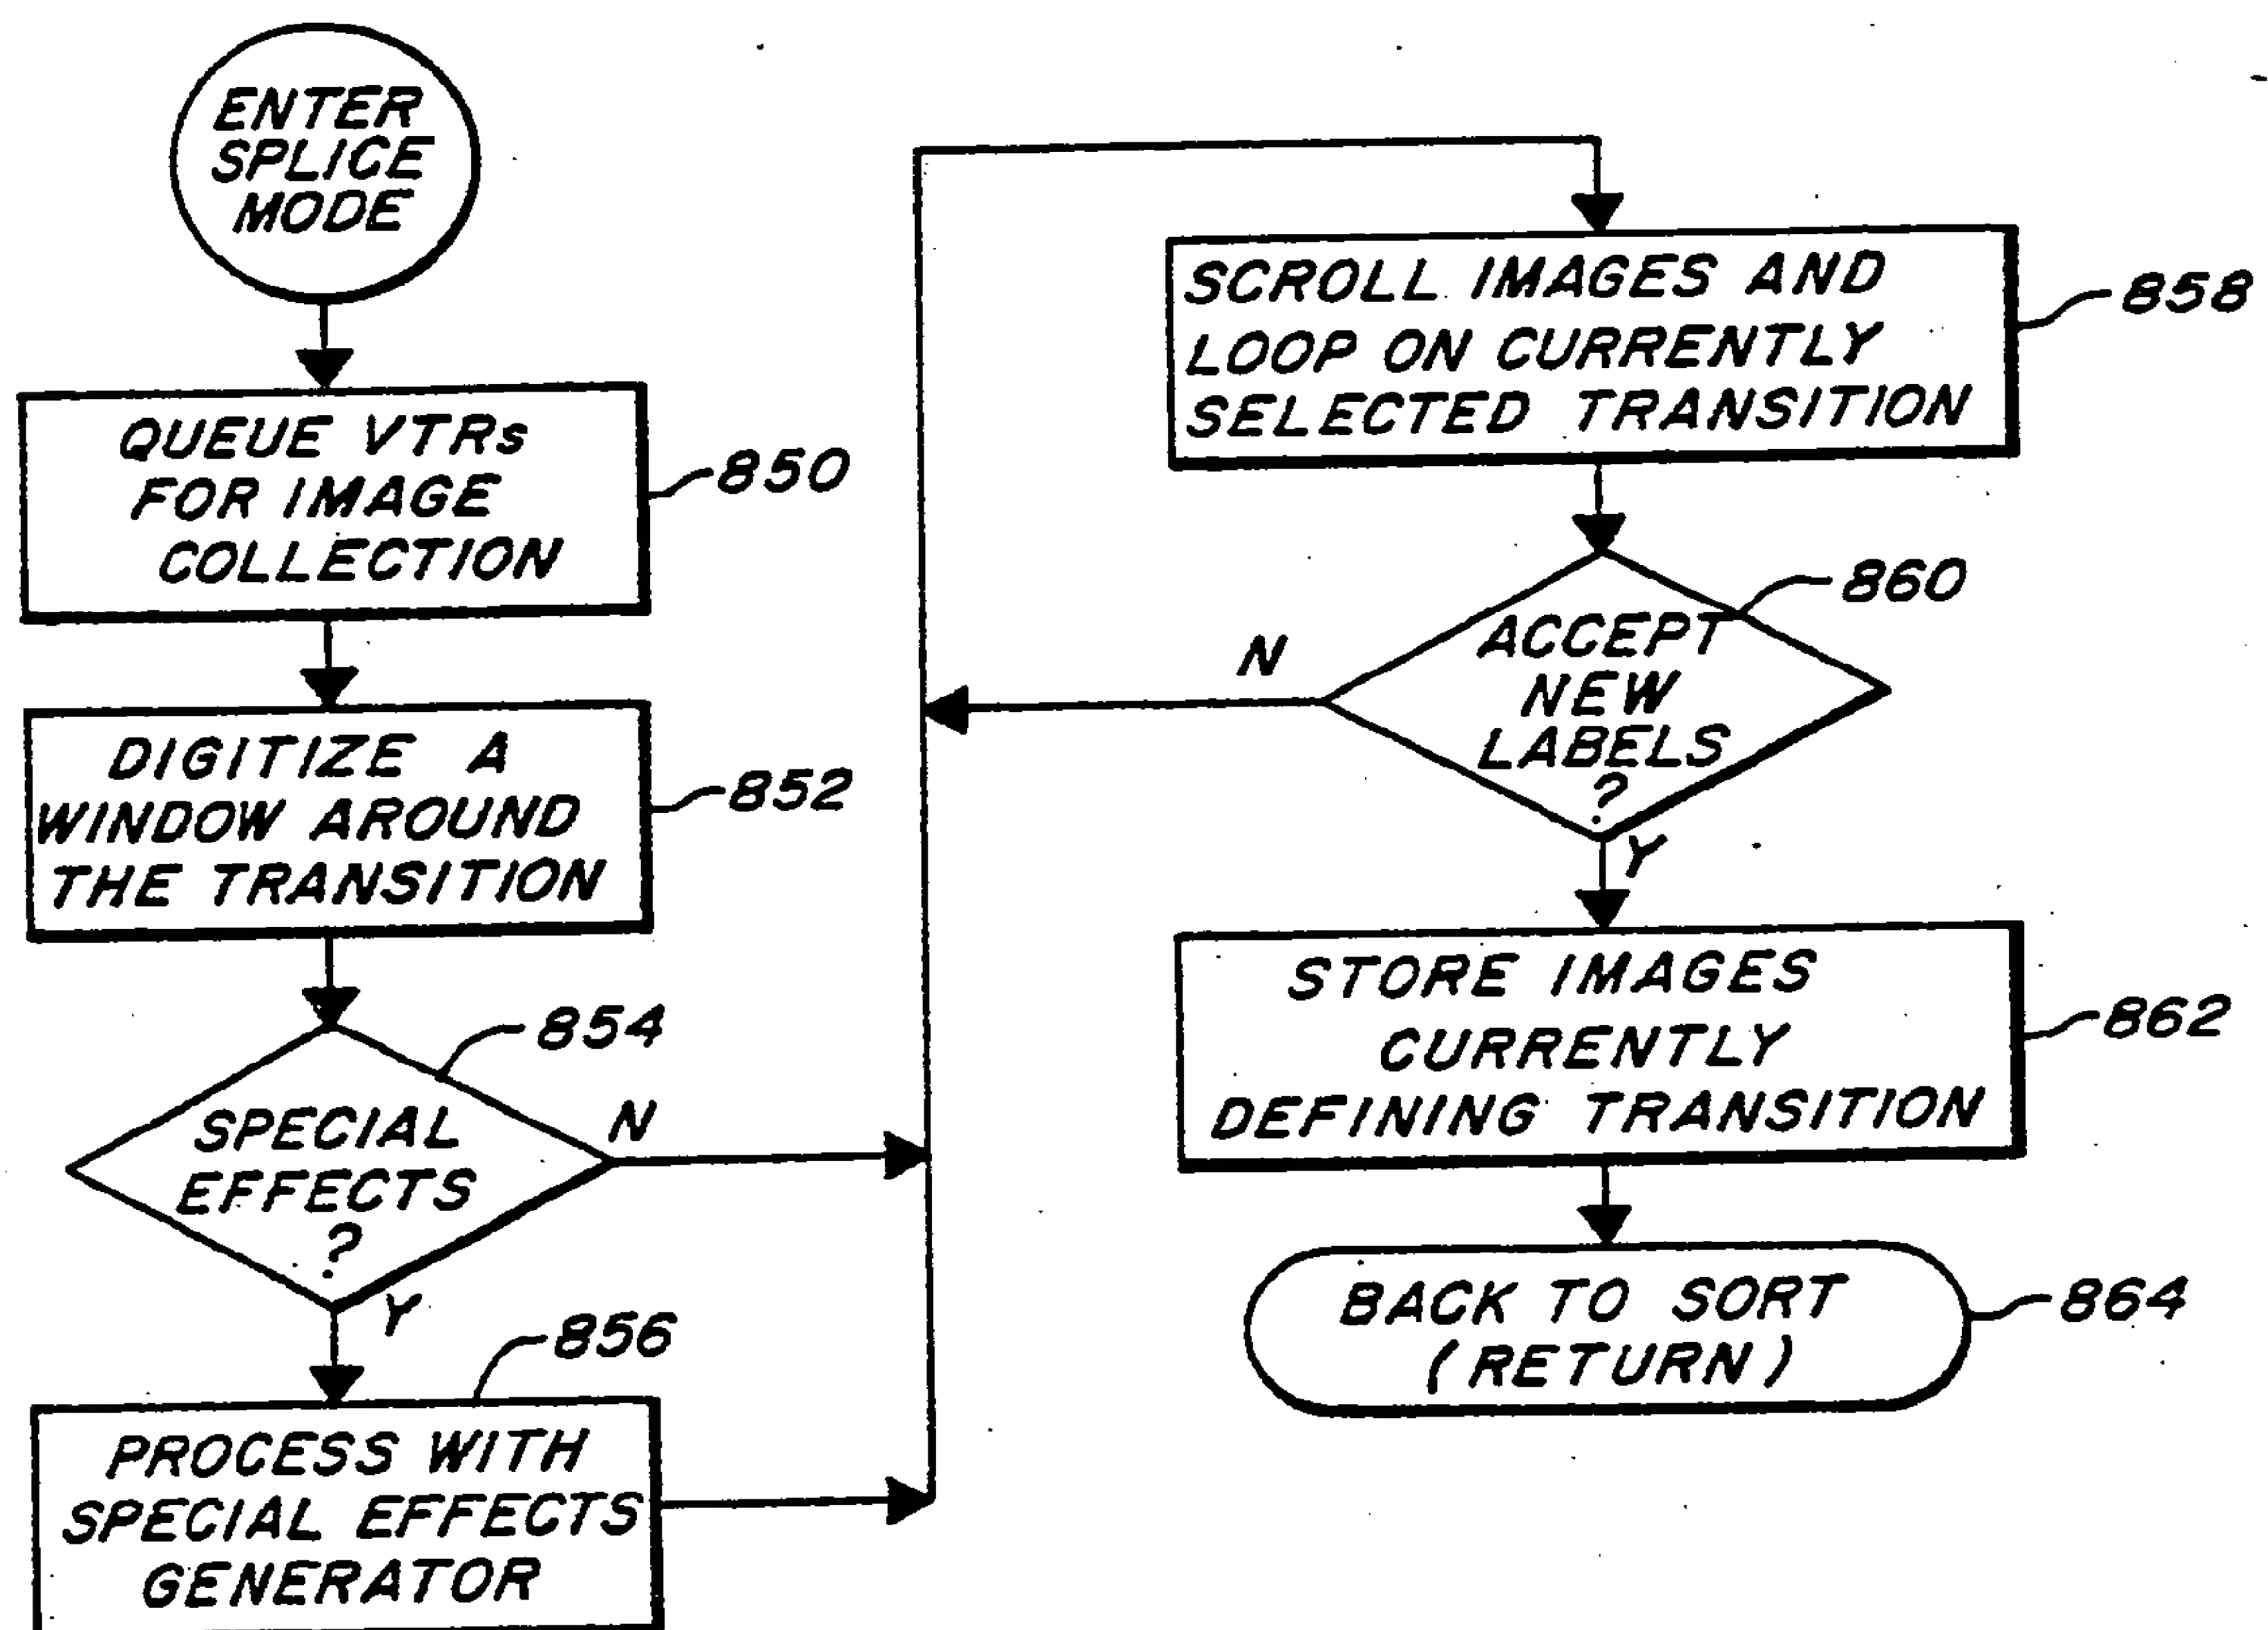 ENTER
SPLICE
MODE
QUEUE VTRs
FOR IMAGE
COLLECTION
850
DIGITIZE A
WINDOW AROUND
THE TRANSITION
852
854
SPECIAL
EFFECTS
?
N
Y
856
PROCESS WITH
SPECIAL EFFECTS
GENERATOR
SCROLL IMAGES AND
LOOP ON CURRENTLY
SELECTED TRANSITION
858
860
ACCEPT
NEW
LABELS
?
N
Y
STORE IMAGES
CURRENTLY
DEFINING TRANSITION
862
BACK TO SORT
(RETURN)
864